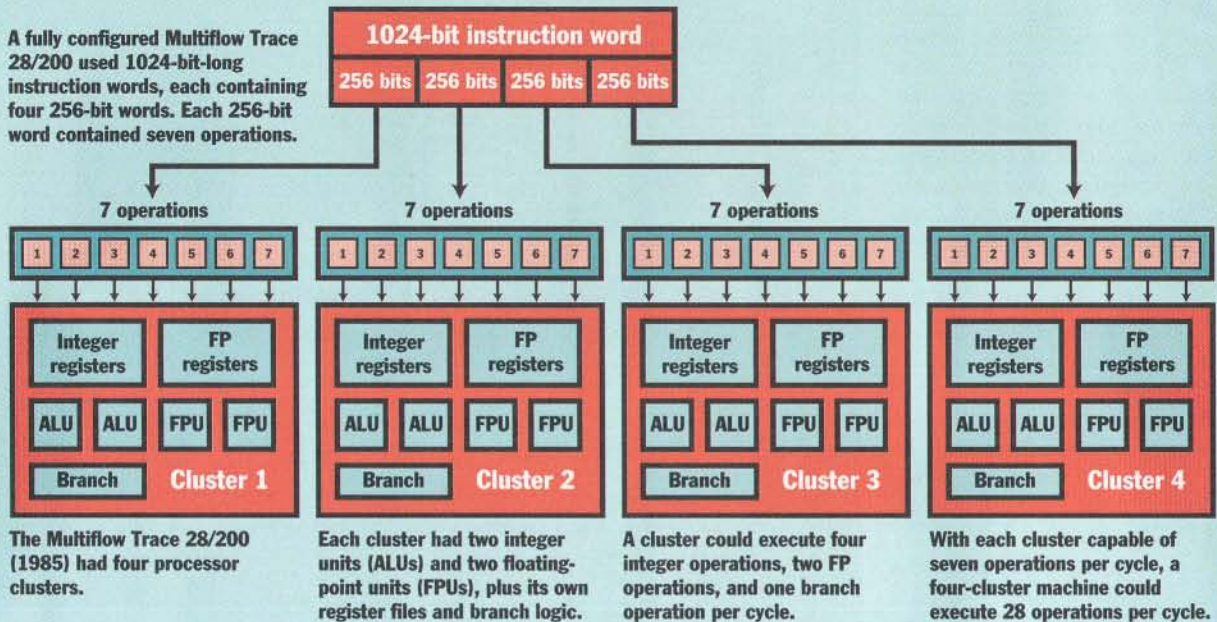 A fully configured Multiflow Trace
28/200 used 1024-bit-long
instruction words, each containing
four 256-bit words. Each 256-bit
word contained seven operations.
1024-bit instruction word
256 bits 256 bits 256 bits 256 bits
7 operations 7 operations 7 operations 7 operations
1 2 3 4 5 6 7 1 2 3 4 5 6 7 1 2 3 4 5 6 7 1 2 3 4 5 6 7
Integer
registers
FP
registers
ALU ALU FPU FPU
Branch
Cluster 1
Integer
registers
FP
registers
ALU ALU FPU FPU
Branch
Cluster 2
Integer
registers
FP
registers
ALU ALU FPU FPU
Branch
Cluster 3
Integer
registers
FP
registers
ALU ALU FPU FPU
Branch
Cluster 4
The Multiflow Trace 28/200
(1985) had four processor
clusters.
Each cluster had two integer
units (ALUs) and two floating-
point units (FPUs), plus its own
register files and branch logic.
A cluster could execute four
integer operations, two FP
operations, and one branch
operation per cycle.
With each cluster capable of
seven operations per cycle, a
four-cluster machine could
execute 28 operations per cycle.